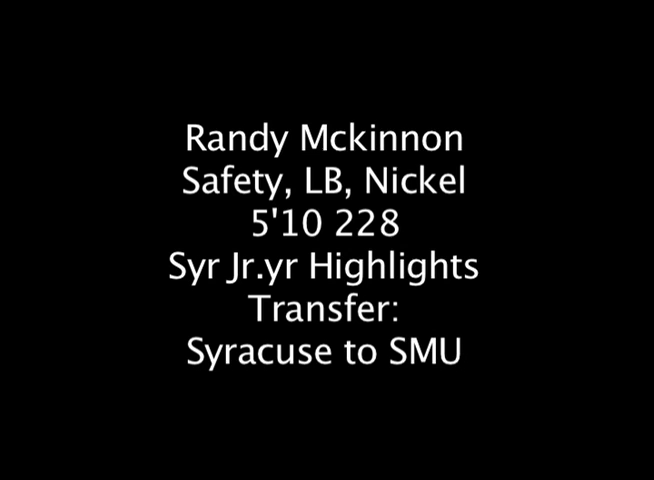 Randy Mckinnon
Safety, LB, Nickel
5'10 228
Syr Jr.yr Highlights
Transfer:
Syracuse to SMU